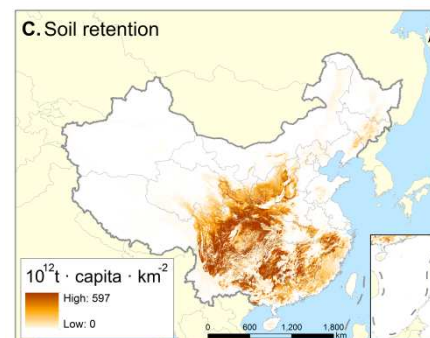 C. Soil retention
10¹²t · capita · km⁻²
High: 597
Low: 0
0 600 1,200 1,800
km